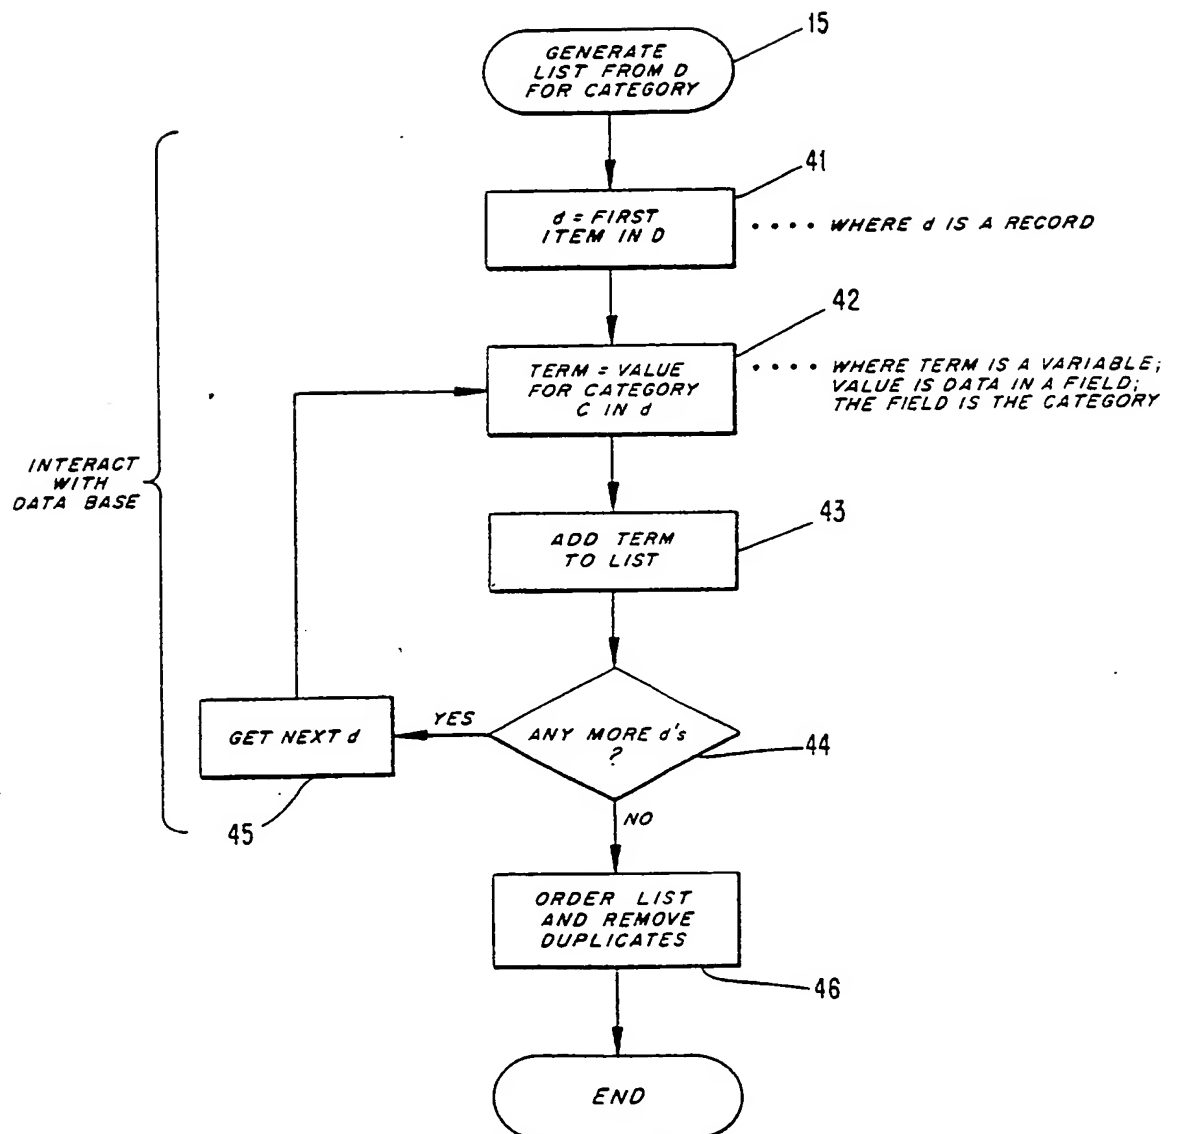 15
GENERATE
LIST FROM D
FOR CATEGORY
41
d = FIRST
ITEM IN D
•••• WHERE d IS A RECORD
42
TERM = VALUE
FOR CATEGORY
C IN d
•••• WHERE TERM IS A VARIABLE;
VALUE IS DATA IN A FIELD;
THE FIELD IS THE CATEGORY
INTERACT
WITH
DATA BASE
43
ADD TERM
TO LIST
GET NEXT d
YES
ANY MORE d's
?
44
45
NO
ORDER LIST
AND REMOVE
DUPLICATES
46
END